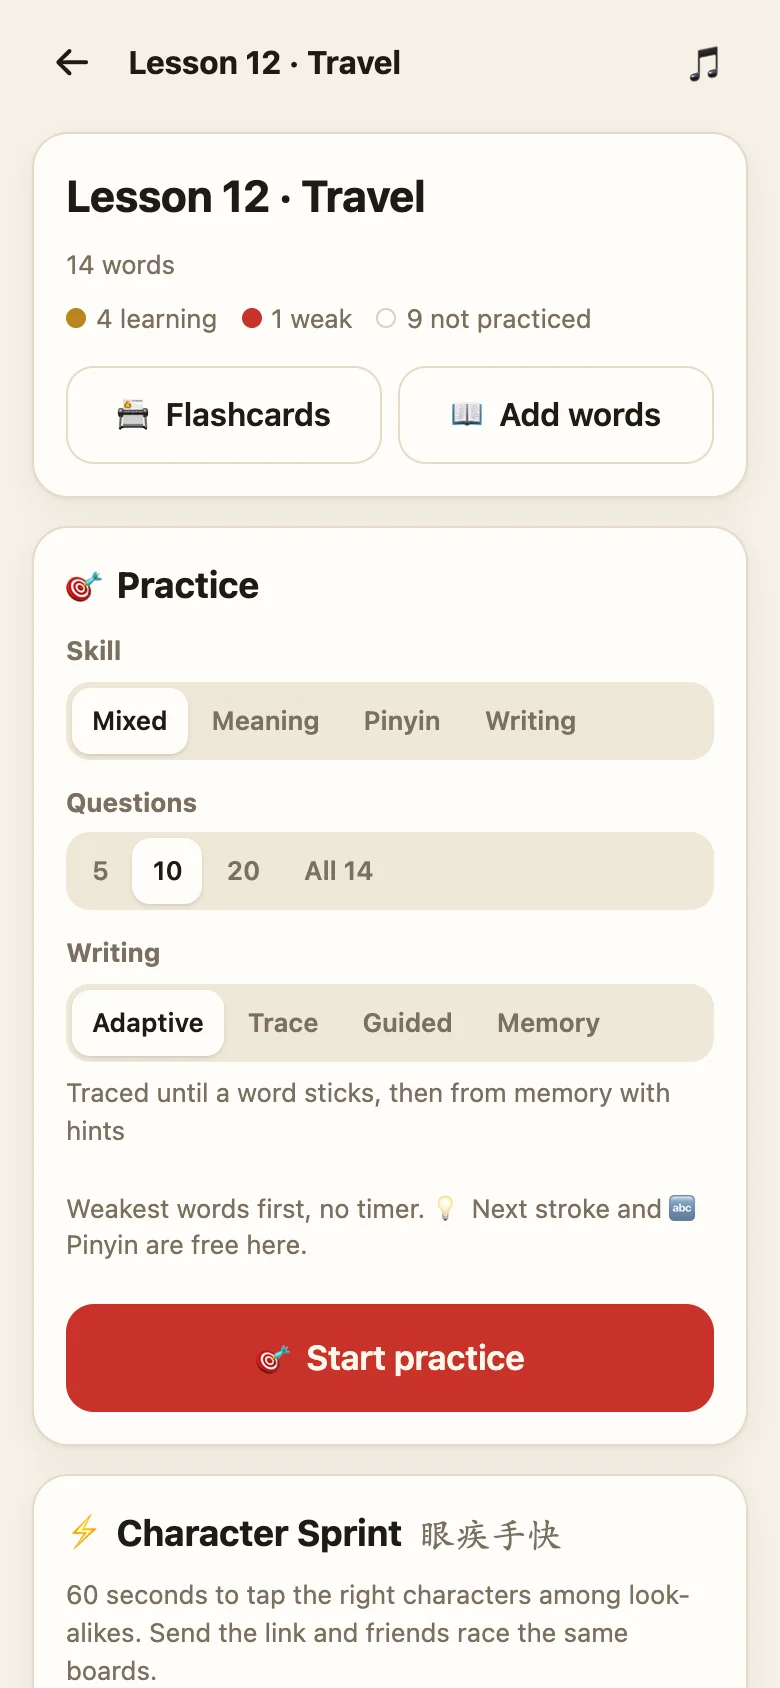 Lesson 12 · Travel
Lesson 12 · Travel
14 words
4 learning 1 weak 9 not practiced
Flashcards Add words
Practice
Skill
Mixed Meaning Pinyin Writing
Questions
5 10 20 All 14
Writing
Adaptive Trace Guided Memory
Traced until a word sticks, then from memory with
hints
Weakest words first, no timer. 💡 Next stroke and 🔤
Pinyin are free here.
Start practice
Character Sprint 眼疾手快
60 seconds to tap the right characters among look-
alikes. Send the link and friends race the same
boards.